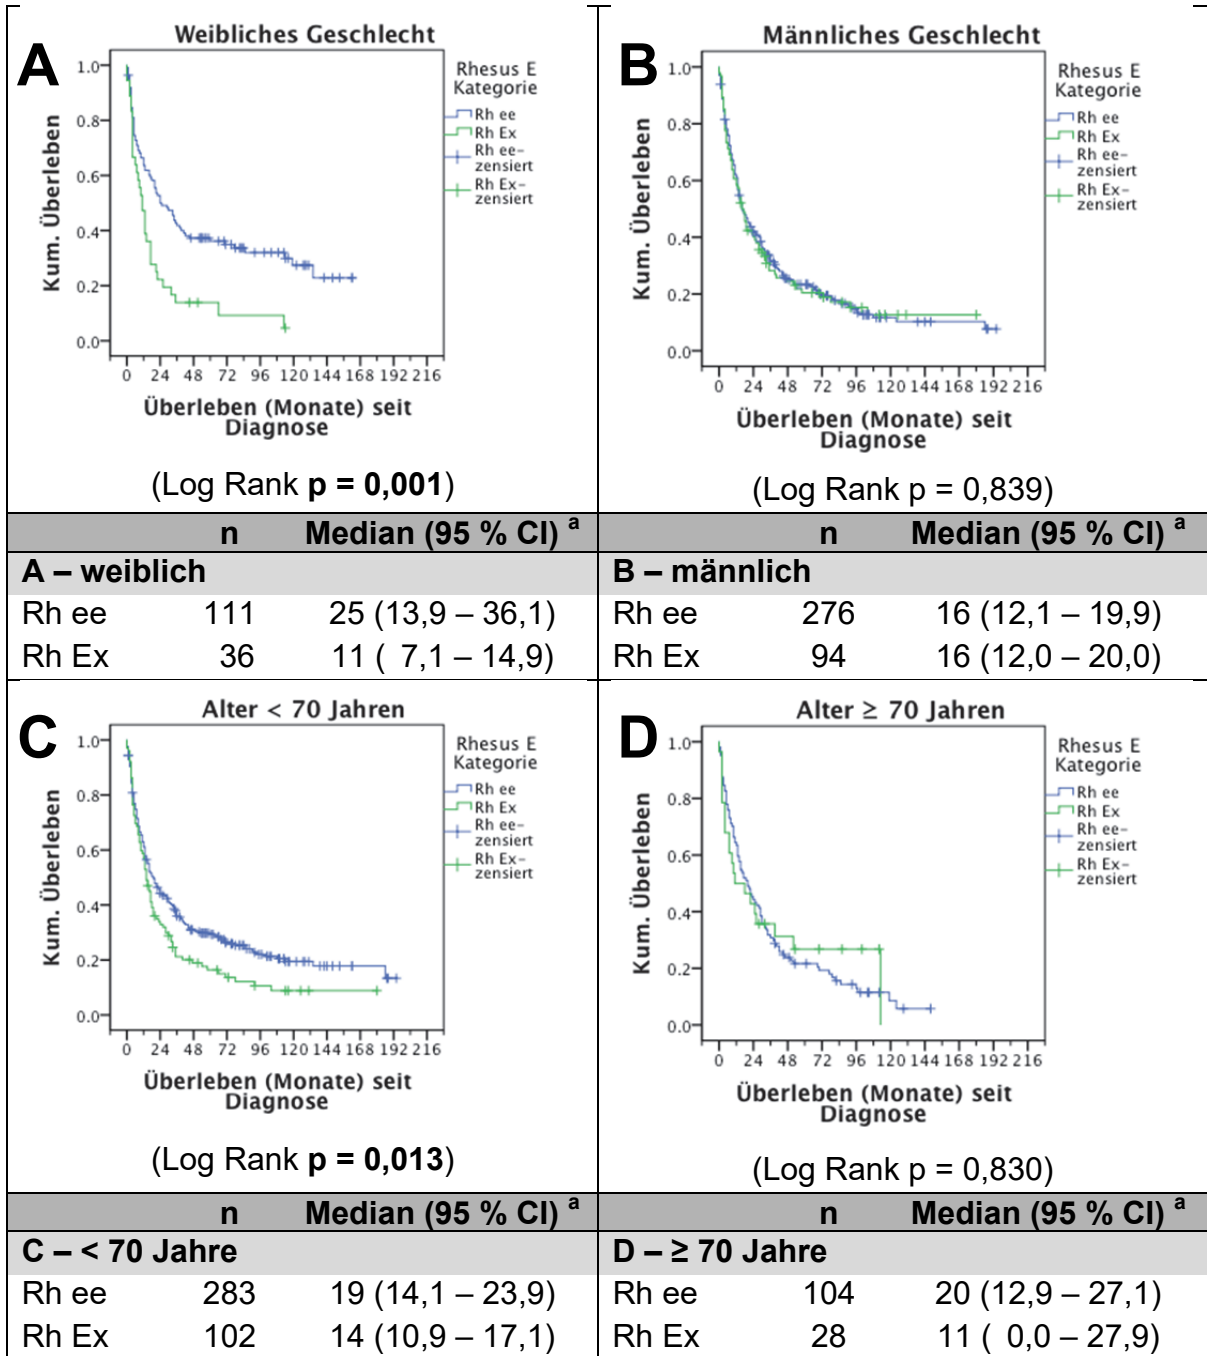 A
Weibliches Geschlecht
1.0
0.8
0.6
0.4
0.2
0.0
Kum. Überleben
0 24 48 72 96 120 144 168 192 216
Überleben (Monate) seit
Diagnose
Rhesus E
Kategorie
Rh ee
Rh Ex
Rh ee-
zensiert
Rh Ex-
zensiert
(Log Rank p = 0,001)
n Median (95 % CI) a
A – weiblich
Rh ee 111 25 (13,9 – 36,1)
Rh Ex 36 11 ( 7,1 – 14,9)
B
Männliches Geschlecht
1.0
0.8
0.6
0.4
0.2
0.0
Kum. Überleben
0 24 48 72 96 120 144 168 192 216
Überleben (Monate) seit
Diagnose
Rhesus E
Kategorie
Rh ee
Rh Ex
Rh ee-
zensiert
Rh Ex-
zensiert
(Log Rank p = 0,839)
n Median (95 % CI) a
B – männlich
Rh ee 276 16 (12,1 – 19,9)
Rh Ex 94 16 (12,0 – 20,0)
C
Alter < 70 Jahren
1.0
0.8
0.6
0.4
0.2
0.0
Kum. Überleben
0 24 48 72 96 120 144 168 192 216
Überleben (Monate) seit
Diagnose
Rhesus E
Kategorie
Rh ee
Rh Ex
Rh ee-
zensiert
Rh Ex-
zensiert
(Log Rank p = 0,013)
n Median (95 % CI) a
C – < 70 Jahre
Rh ee 283 19 (14,1 – 23,9)
Rh Ex 102 14 (10,9 – 17,1)
D
Alter ≥ 70 Jahren
1.0
0.8
0.6
0.4
0.2
0.0
Kum. Überleben
0 24 48 72 96 120 144 168 192 216
Überleben (Monate) seit
Diagnose
Rhesus E
Kategorie
Rh ee
Rh Ex
Rh ee-
zensiert
Rh Ex-
zensiert
(Log Rank p = 0,830)
n Median (95 % CI) a
D – ≥ 70 Jahre
Rh ee 104 20 (12,9 – 27,1)
Rh Ex 28 11 ( 0,0 – 27,9)